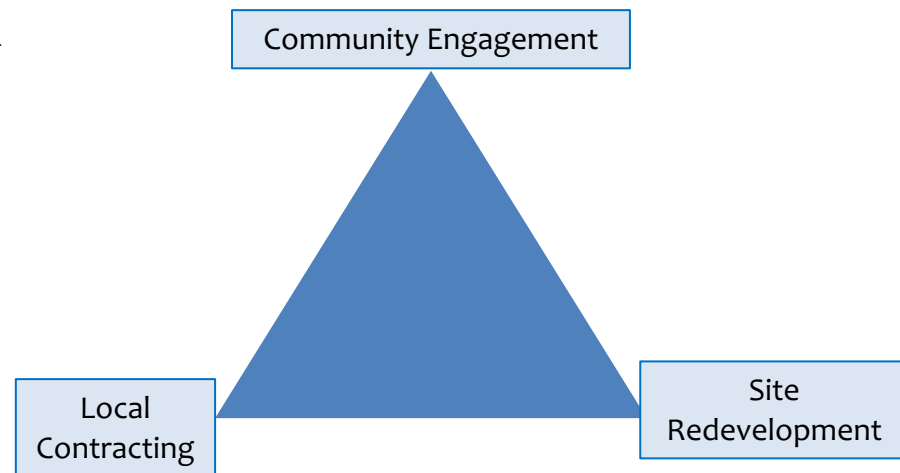 Community Engagement
Local
Contracting
Site
Redevelopment